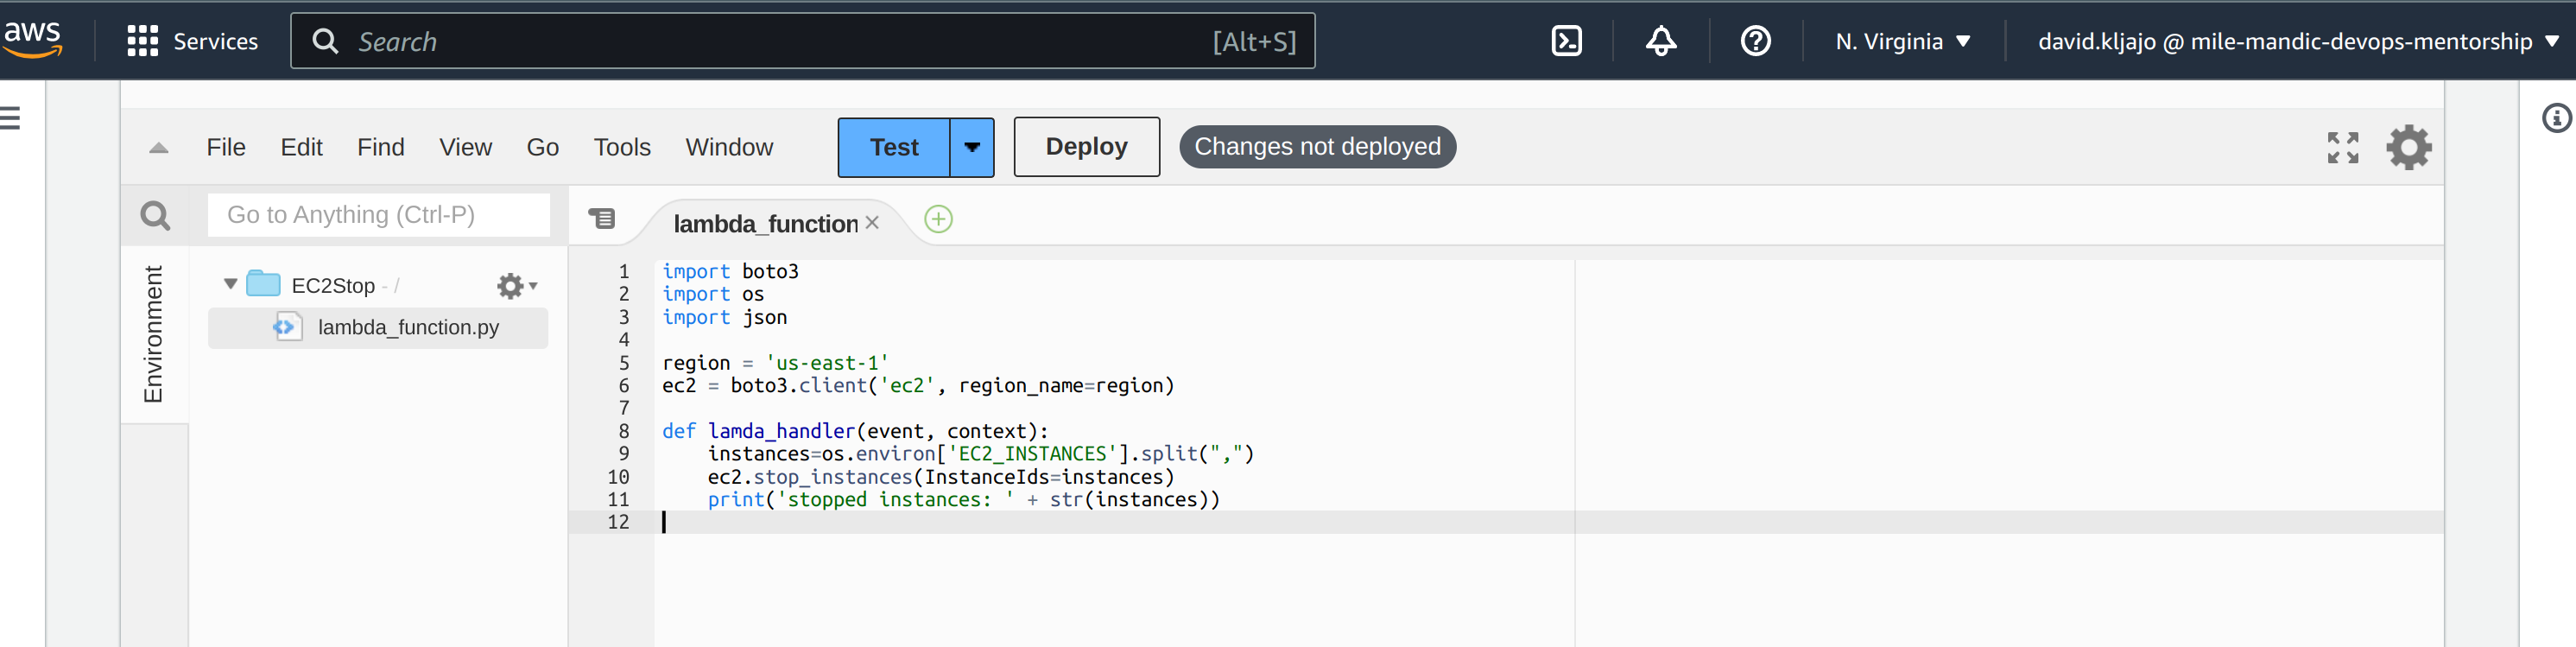 aws Services Search [Alt+S] N. Virginia david.kljajo @ mile-mandic-devops-mentorship
File Edit Find View Go Tools Window Test Deploy Changes not deployed
Go to Anything (Ctrl-P)
lambda_function
Environment
EC2Stop - /
lambda_function.py
1 import boto3
2 import os
3 import json
4
5 region = 'us-east-1'
6 ec2 = boto3.client('ec2', region_name=region)
7
8 def lamda_handler(event, context):
9     instances=os.environ['EC2_INSTANCES'].split(",")
10     ec2.stop_instances(InstanceIds=instances)
11     print('stopped instances: ' + str(instances))
12